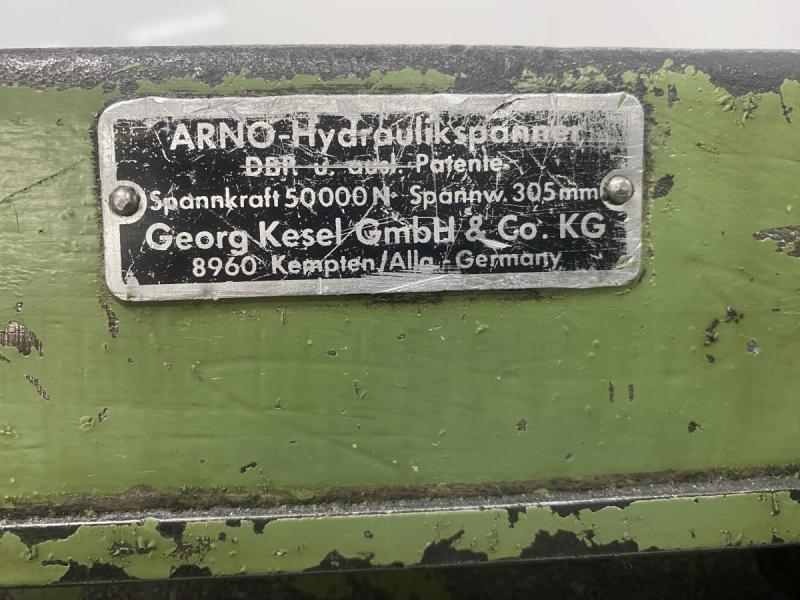 ARNO-Hydraulikspanner
DBP. u. ausl. Patente
Spannkraft 50000 N · Spannw. 305 mm
Georg Kesel GmbH & Co. KG
8960 Kempten/Allg. - Germany